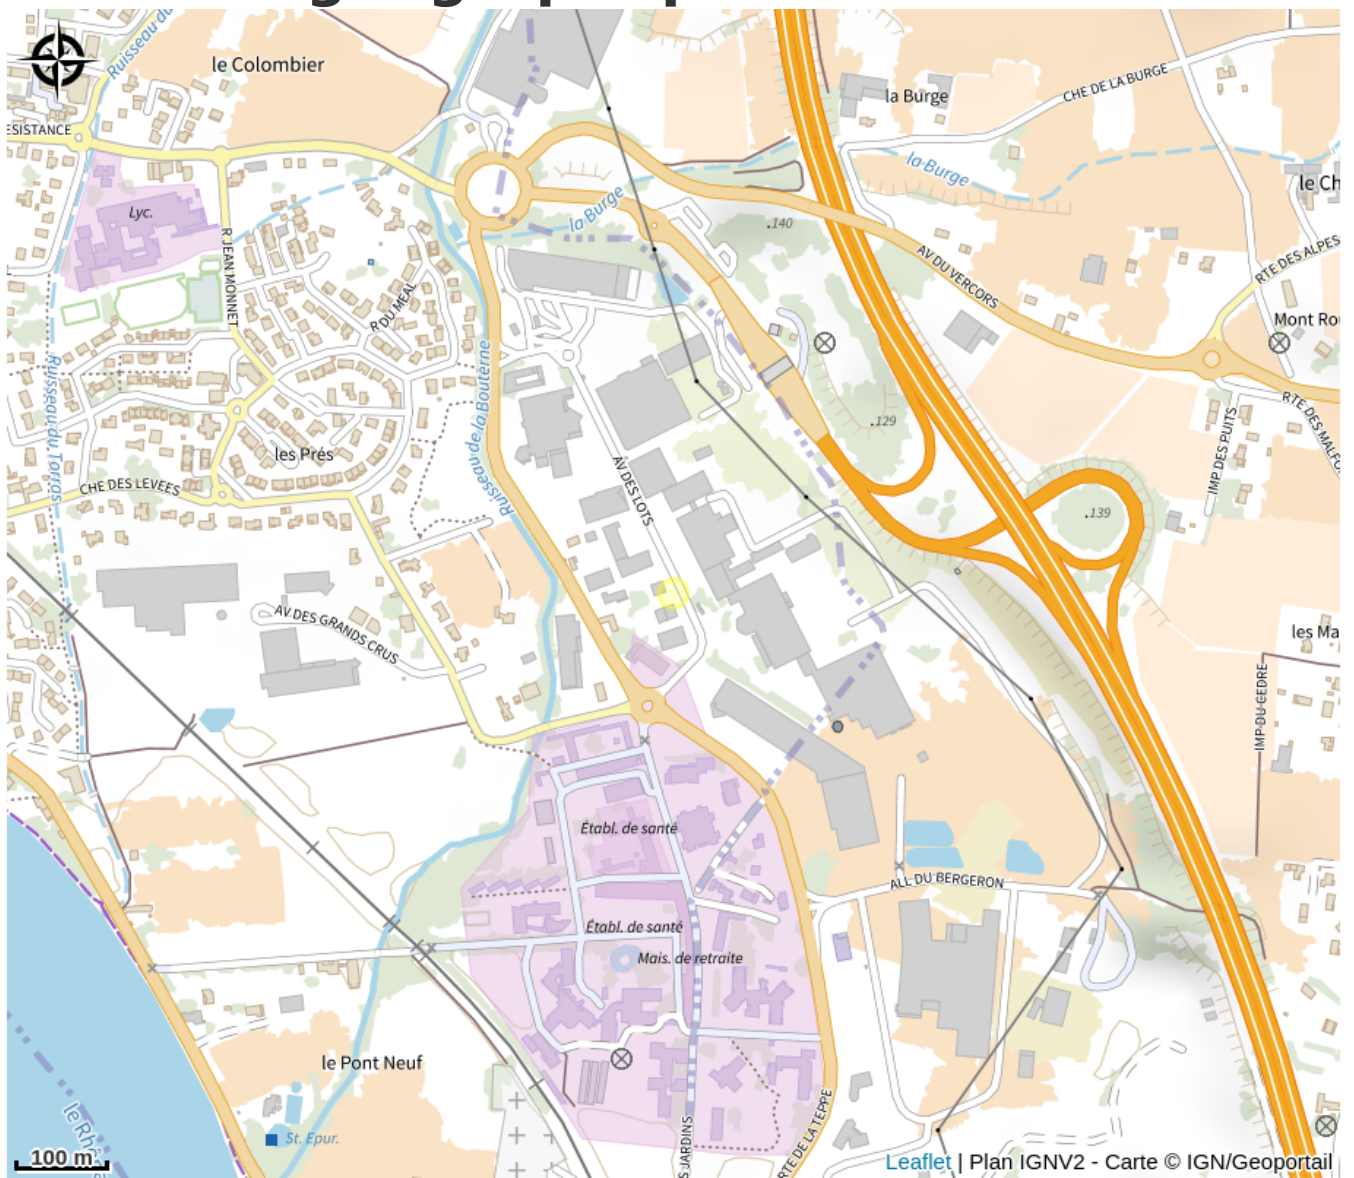 Ruisseau du
le Colombier
la Burge
CHE DE LA BURGE
ESISTANCE
la Burge
le Ch
Lyc.
la Burge
.140
R JEAN MONNET
AV DU VERCORS
RTE DES ALPES
R DU MEAL
Mont Ro
Ruisseau du Torras
Ruisseau de la Bouterne
.129
RTE DES MALFO
IMP DES PUITS
les Prés
CHE DES LEVEES
AV DES LOTS
.139
AV DES GRANDS CRUS
les Ma
IMP DU CEDRE
Établ. de santé
ALL DU BERGERON
Établ. de santé
Mais. de retraite
le Pont Neuf
St. Epur.
le Rh
S JARDINS
RTE DE LA TEPPE
100 m
Leaflet | Plan IGNV2 - Carte © IGN/Geoportail